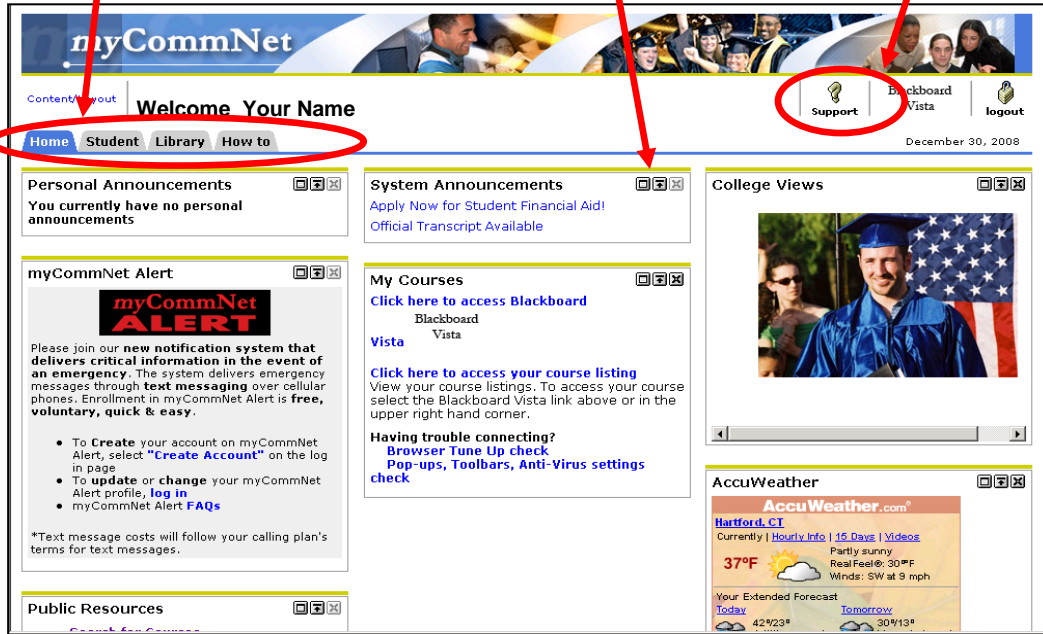 myCommNet
Content/Layout
Welcome Your Name
Support
Blackboard
Vista
logout
Home Student Library How to
December 30, 2008
Personal Announcements
You currently have no personal
announcements
myCommNet Alert
myCommNet
ALERT
Please join our new notification system that
delivers critical information in the event of
an emergency. The system delivers emergency
messages through text messaging over cellular
phones. Enrollment in myCommNet Alert is free,
voluntary, quick & easy.
• To Create your account on myCommNet
Alert, select "Create Account" on the log
in page
• To update or change your myCommNet
Alert profile, log in
• myCommNet Alert FAQs
*Text message costs will follow your calling plan's
terms for text messages.
Public Resources
Search for Courses
System Announcements
Apply Now for Student Financial Aid!
Official Transcript Available
My Courses
Click here to access Blackboard
Blackboard
Vista
Vista
Click here to access your course listing
View your course listings. To access your course
select the Blackboard Vista link above or in the
upper right hand corner.
Having trouble connecting?
Browser Tune Up check
Pop-ups, Toolbars, Anti-Virus settings
check
College Views
AccuWeather
AccuWeather.com®
Hartford, CT
Currently | Hourly Info | 15 Days | Videos
37°F
Partly sunny
RealFeel®: 30°F
Winds: SW at 9 mph
Your Extended Forecast
Today Tomorrow
42°/23° 30°/13°